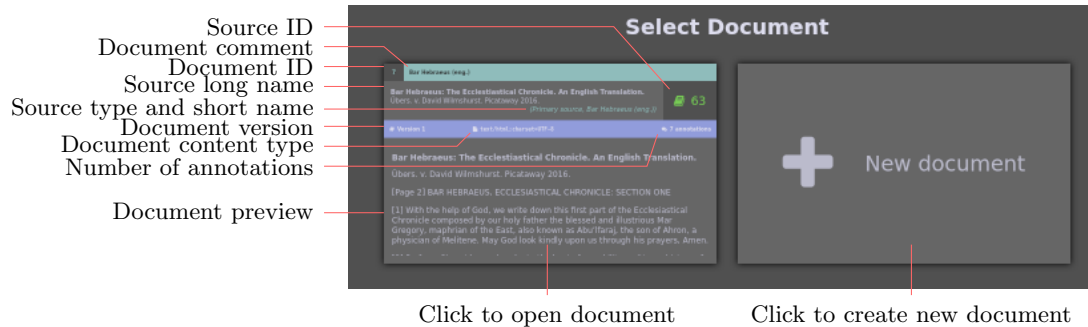 Source ID
Document comment
Document ID
Source long name
Source type and short name
Document version
Document content type
Number of annotations
Document preview
Select Document
7 Bar Hebraeus (eng.)
Bar Hebraeus: The Ecclestiastical Chronicle. An English Translation.
Übers. v. David Wilmshurst. Picataway 2016.
(Primary source, Bar Hebraeus (eng.))
63
# Version 1 text/html;charset=UTF-8 7 annotations
Bar Hebraeus: The Ecclestiastical Chronicle. An English Translation.
Übers. v. David Wilmshurst. Picataway 2016.
[Page 2] BAR HEBRAEUS, ECCLESIASTICAL CHRONICLE: SECTION ONE
[1] With the help of God, we write down this first part of the Ecclesiastical
Chronicle composed by our holy father the blessed and illustrious Mar
Gregory, maphrian of the East, also known as Abu'lfaraj, the son of Ahron, a
physician of Melitene. May God look kindly upon us through his prayers. Amen.
New document
Click to open document
Click to create new document